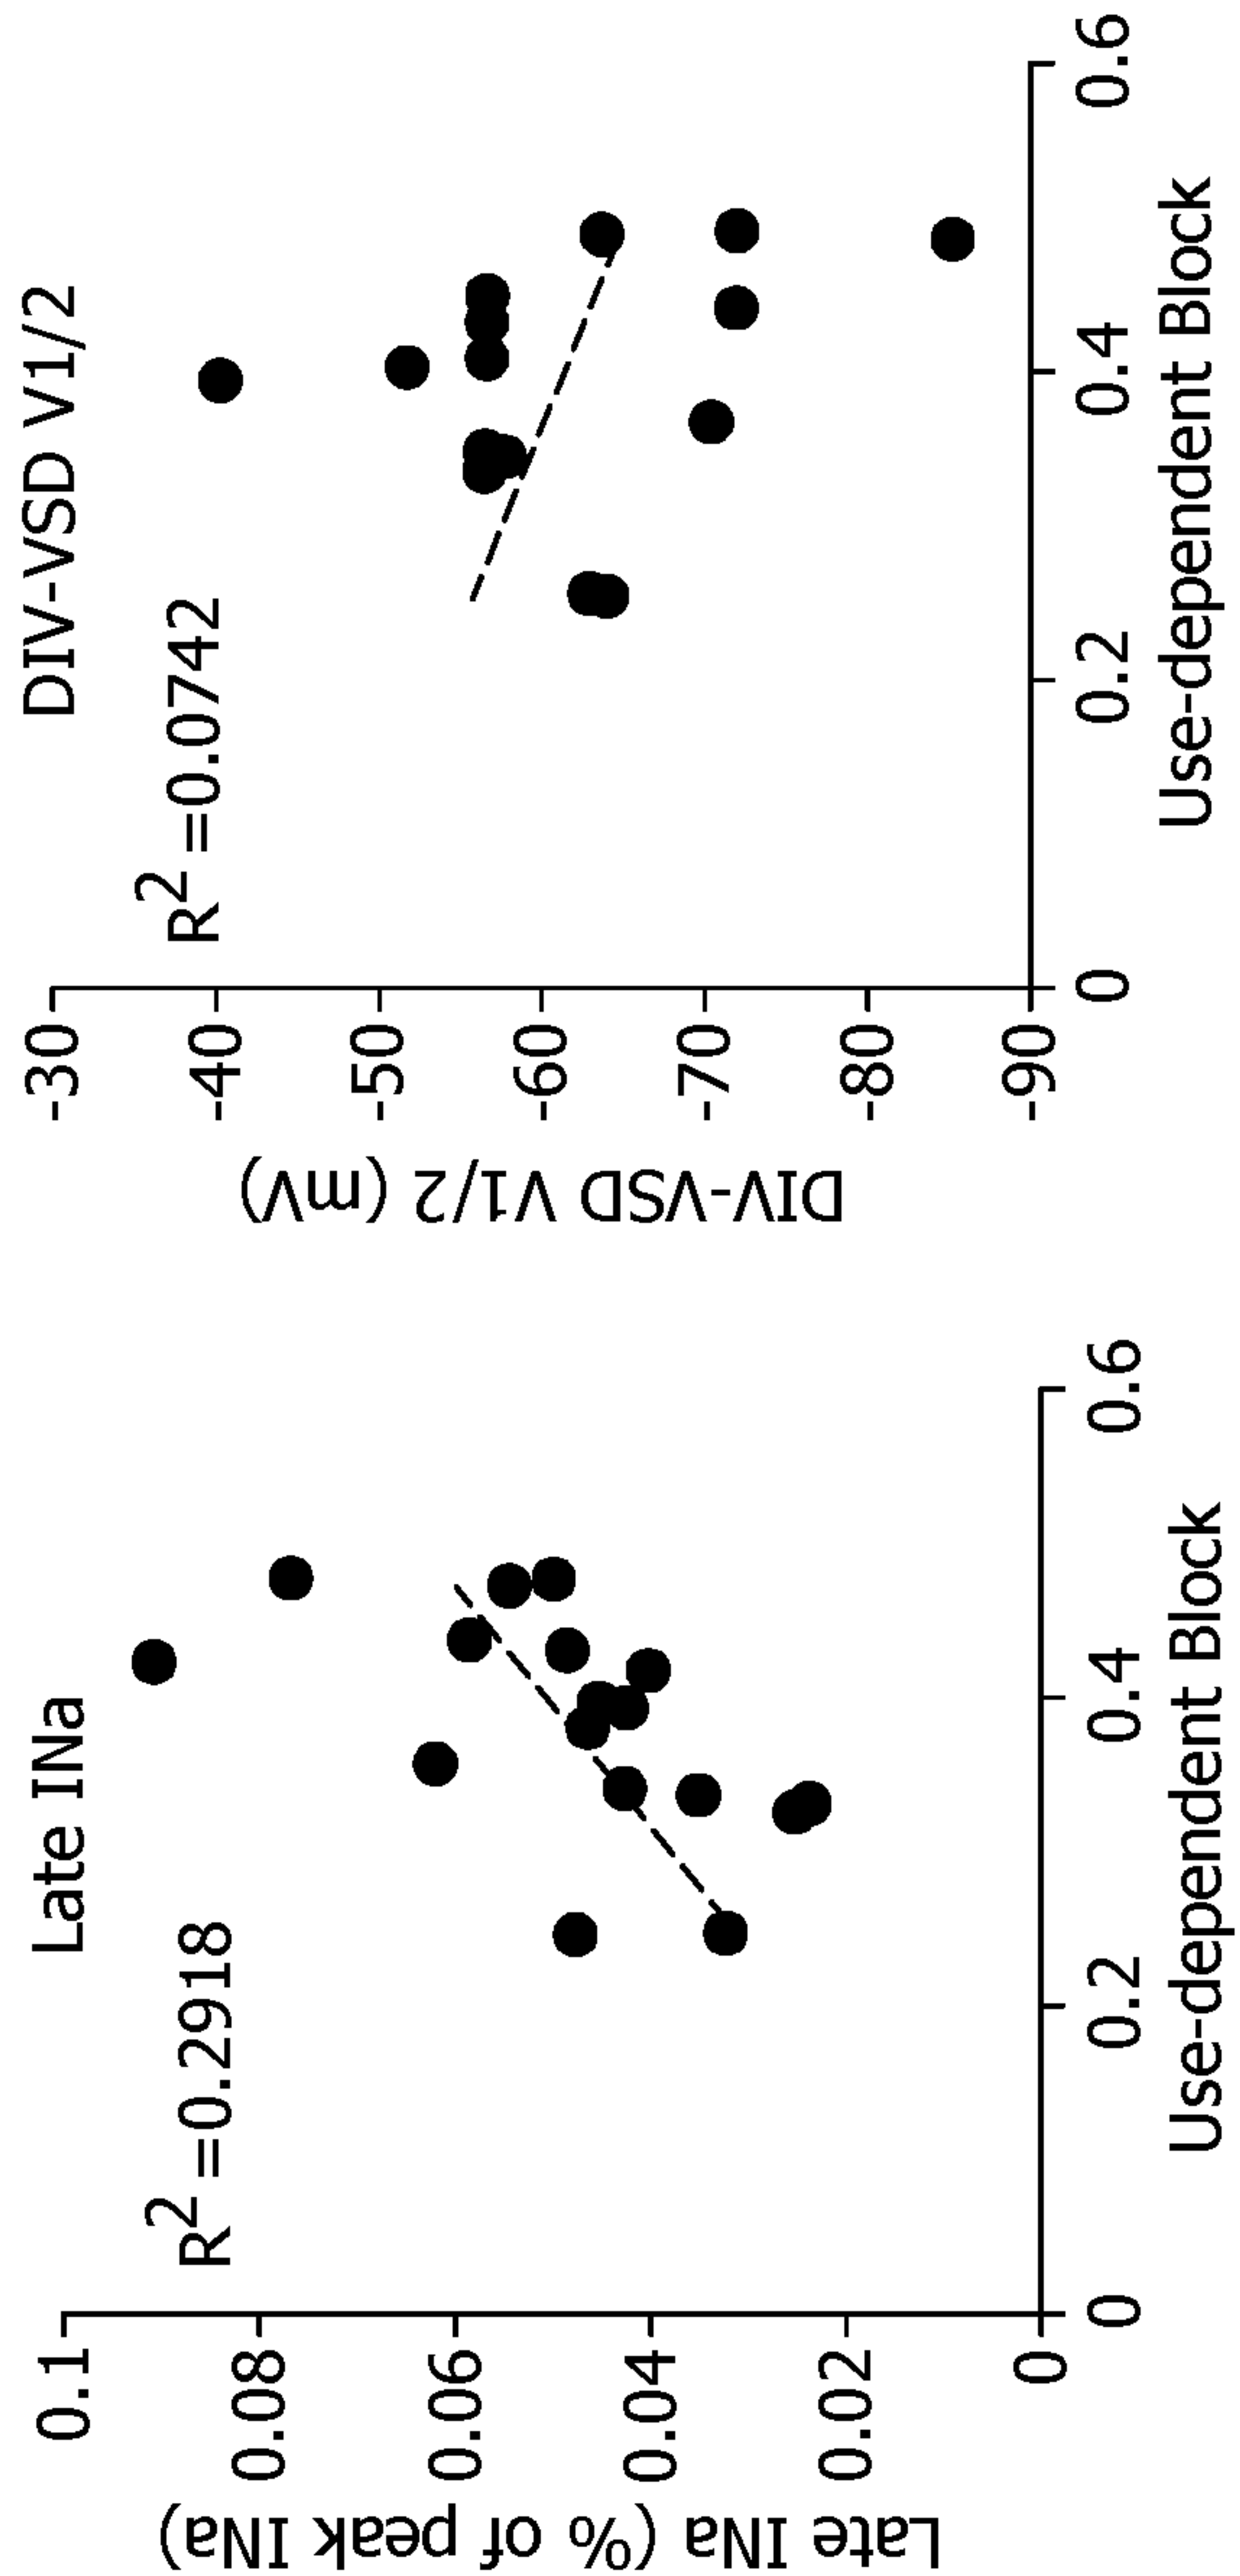 Late INa
R2=0.2918
Late INa (% of peak INa)
0.1
0.08
0.06
0.04
0.02
0
0
0.2
0.4
0.6
Use-dependent Block
DIV-VSD V1/2
R2=0.0742
DIV-VSD V1/2 (mV)
-30
-40
-50
-60
-70
-80
-90
0
0.2
0.4
0.6
Use-dependent Block